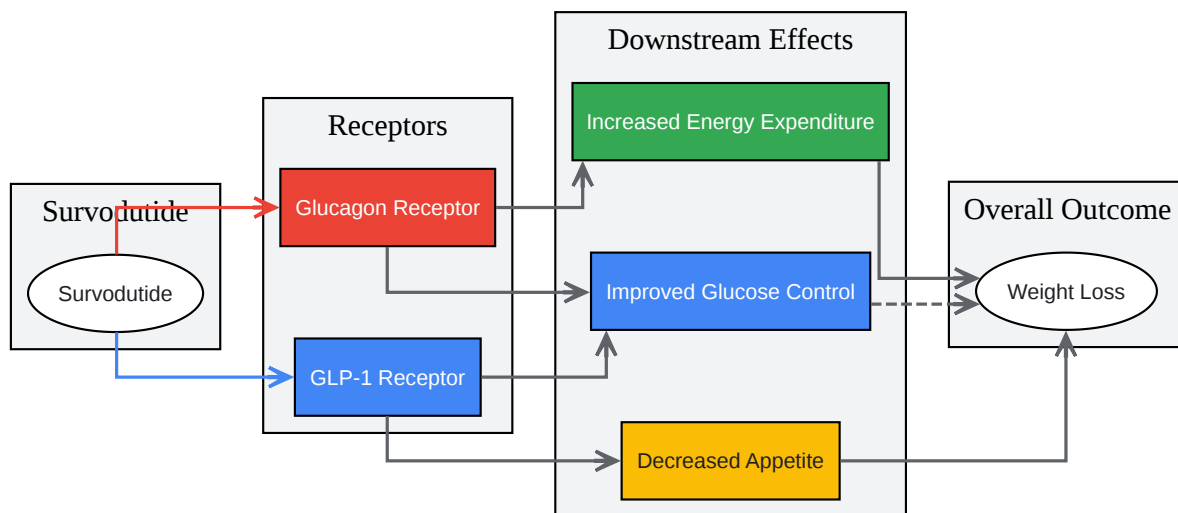 Survodutide
Survodutide
Receptors
Glucagon Receptor
GLP-1 Receptor
Downstream Effects
Increased Energy Expenditure
Improved Glucose Control
Decreased Appetite
Overall Outcome
Weight Loss